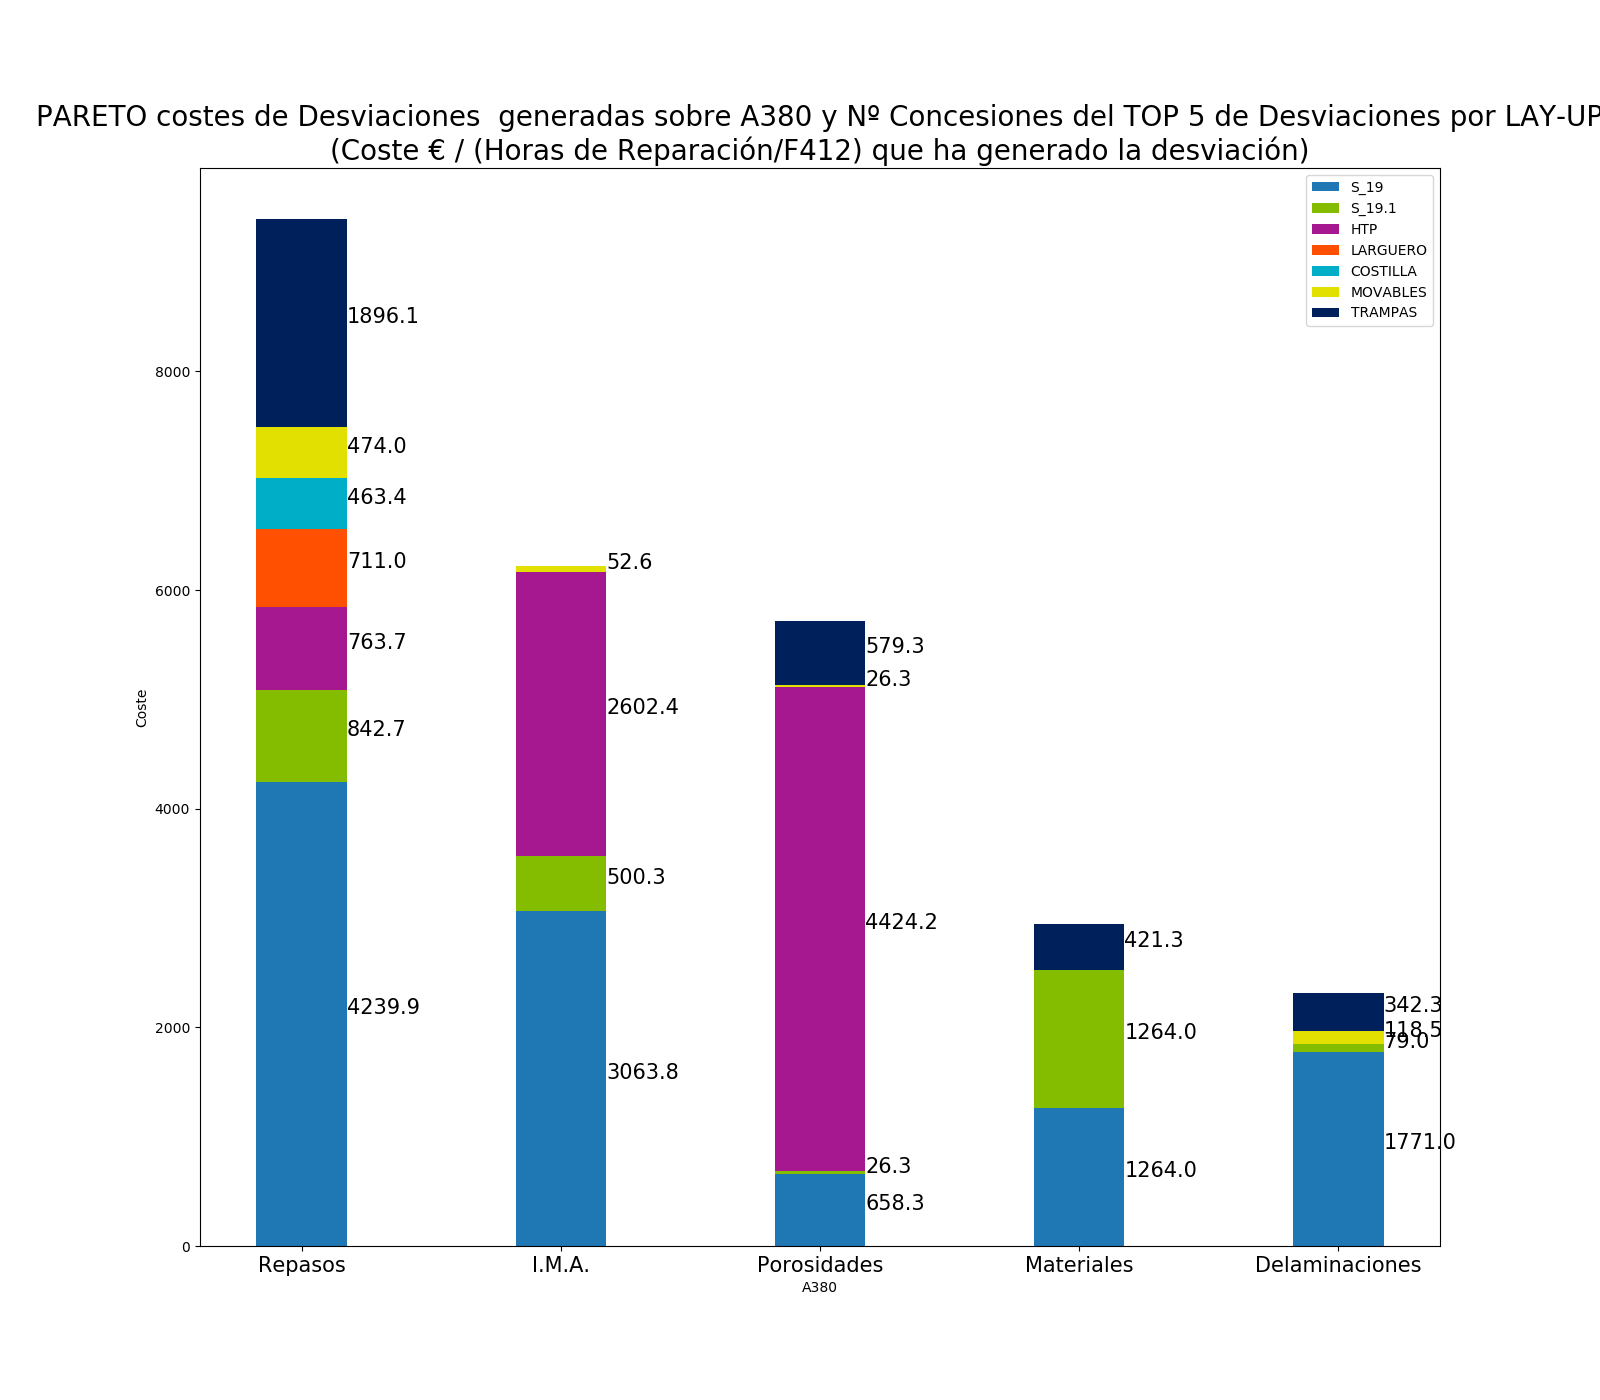 PARETO costes de Desviaciones  generadas sobre A380 y Nº Concesiones del TOP 5 de Desviaciones por LAY-UP
(Coste € / (Horas de Reparación/F412) que ha generado la desviación)
S_19
S_19.1
HTP
LARGUERO
COSTILLA
MOVABLES
TRAMPAS
Coste
8000
6000
4000
2000
0
1896.1
474.0
463.4
711.0
763.7
842.7
4239.9
52.6
2602.4
500.3
3063.8
579.3
26.3
4424.2
26.3
658.3
421.3
1264.0
1264.0
342.3
118.5
79.0
1771.0
Repasos
I.M.A.
Porosidades
Materiales
Delaminaciones
A380